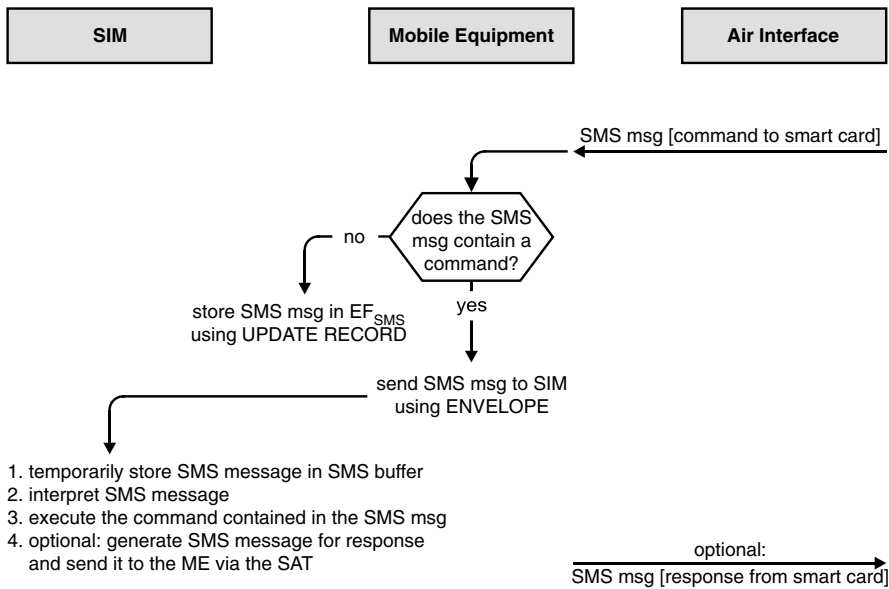 SIM
Mobile Equipment
Air Interface
SMS msg [command to smart card]
does the SMS
msg contain a
command?
no
yes
store SMS msg in EF_SMS
using UPDATE RECORD
send SMS msg to SIM
using ENVELOPE
1. temporarily store SMS message in SMS buffer
2. interpret SMS message
3. execute the command contained in the SMS msg
4. optional: generate SMS message for response
and send it to the ME via the SAT
optional:
SMS msg [response from smart card]